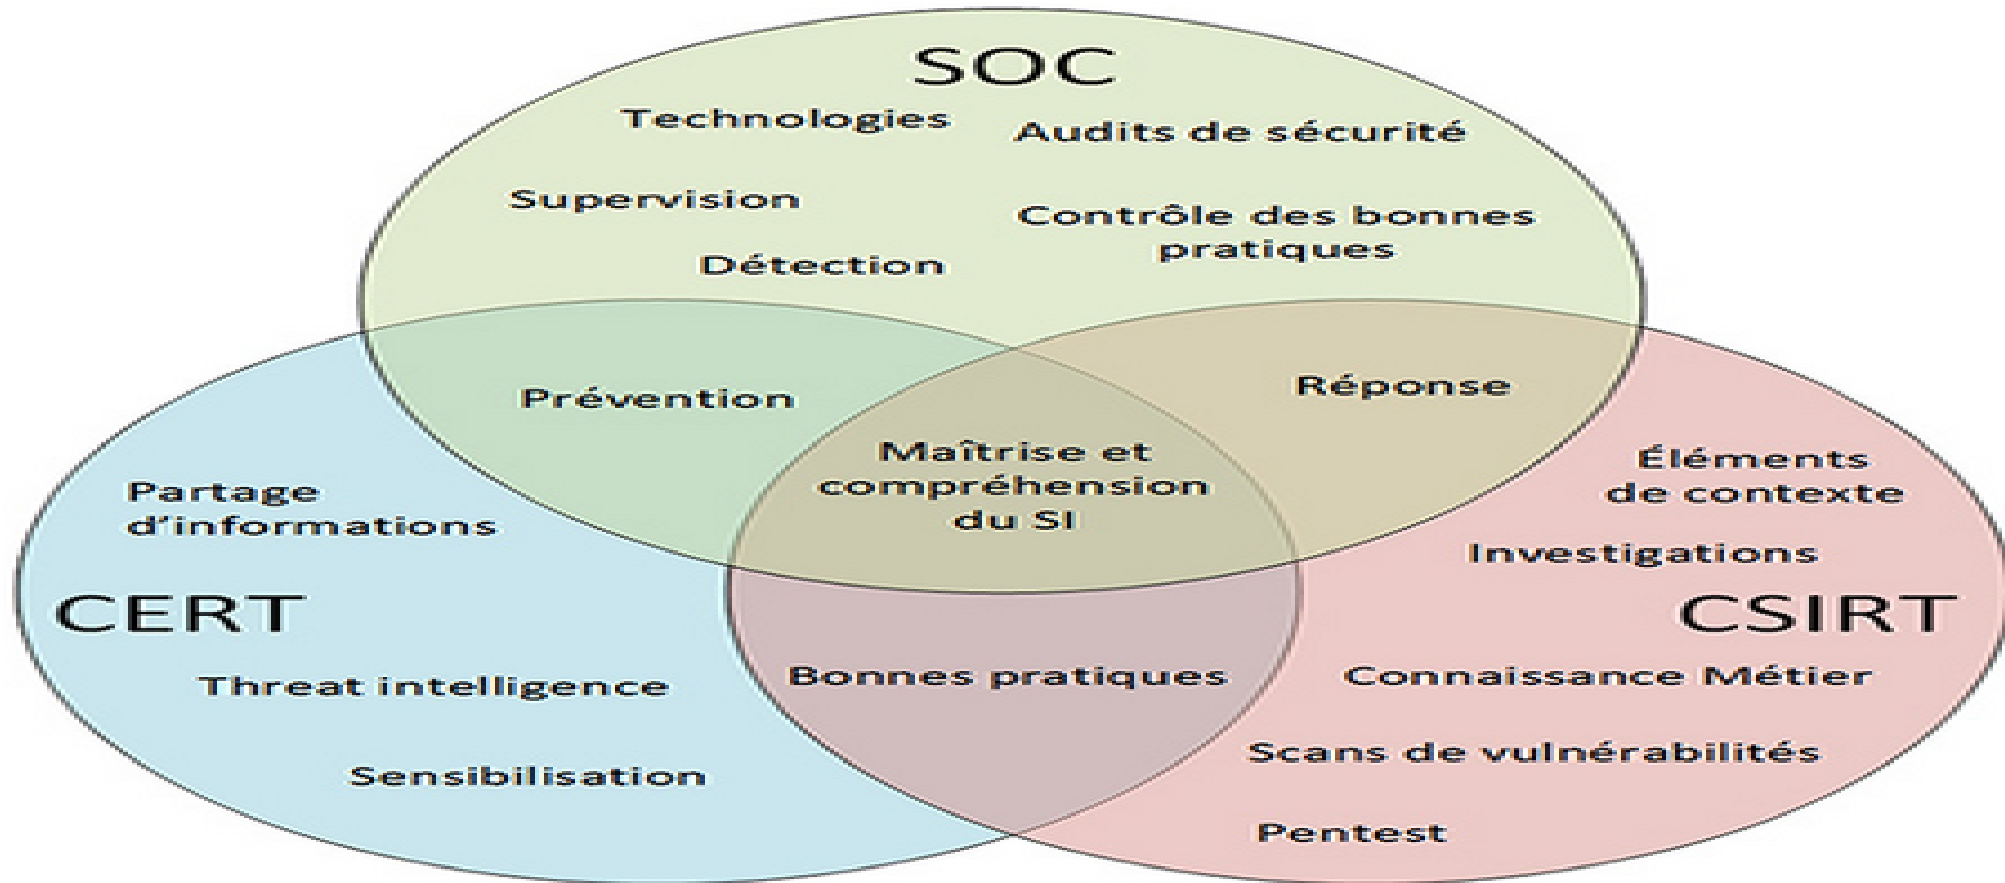 SOC
Technologies
Audits de sécurité
Supervision
Contrôle des bonnes
pratiques
Détection
Prévention
Réponse
Maîtrise et
compréhension
du SI
Éléments
de contexte
Partage
d’informations
Investigations
CERT
CSIRT
Threat intelligence
Bonnes pratiques
Connaissance Métier
Sensibilisation
Scans de vulnérabilités
Pentest